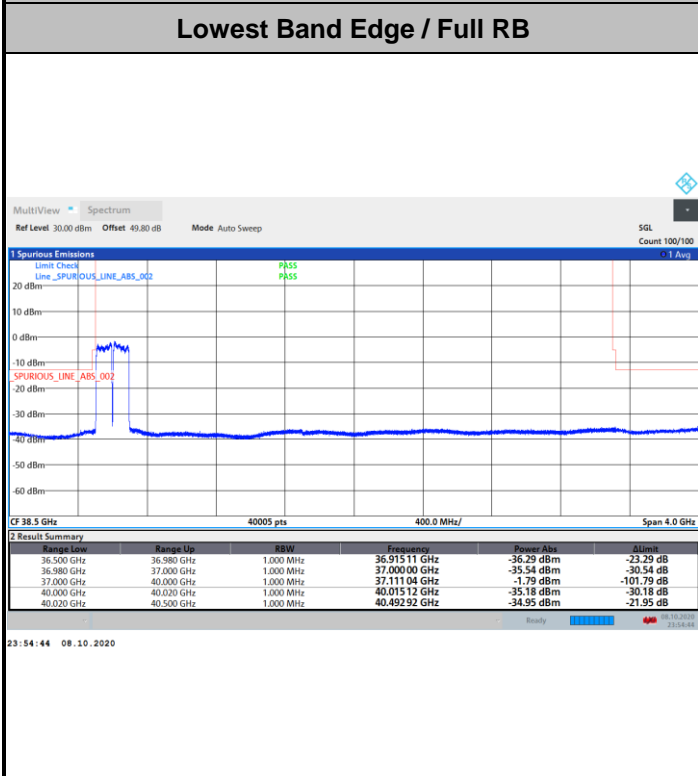 Lowest Band Edge / Full RB
MultiView Spectrum
Ref Level 30.00 dBm Offset 49.80 dB Mode Auto Sweep SGL
Count 100/100
1 Spurious Emissions 1 Avg
Limit Check PASS
Line _SPURIOUS_LINE_ABS_002 PASS
20 dBm
10 dBm
0 dBm
-10 dBm
_SPURIOUS_LINE_ABS_002
-20 dBm
-30 dBm
-40 dBm
-50 dBm
-60 dBm
CF 38.5 GHz 40005 pts 400.0 MHz/ Span 4.0 GHz
2 Result Summary
Range Low Range Up RBW Frequency Power Abs ΔLimit
36.500 GHz 36.980 GHz 1.000 MHz 36.915 11 GHz -36.29 dBm -23.29 dB
36.980 GHz 37.000 GHz 1.000 MHz 37.000 00 GHz -35.54 dBm -30.54 dB
37.000 GHz 40.000 GHz 1.000 MHz 37.111 04 GHz -1.79 dBm -101.79 dB
40.000 GHz 40.020 GHz 1.000 MHz 40.015 12 GHz -35.18 dBm -30.18 dB
40.020 GHz 40.500 GHz 1.000 MHz 40.492 92 GHz -34.95 dBm -21.95 dB
Ready 08.10.2020
23:54:44
23:54:44 08.10.2020